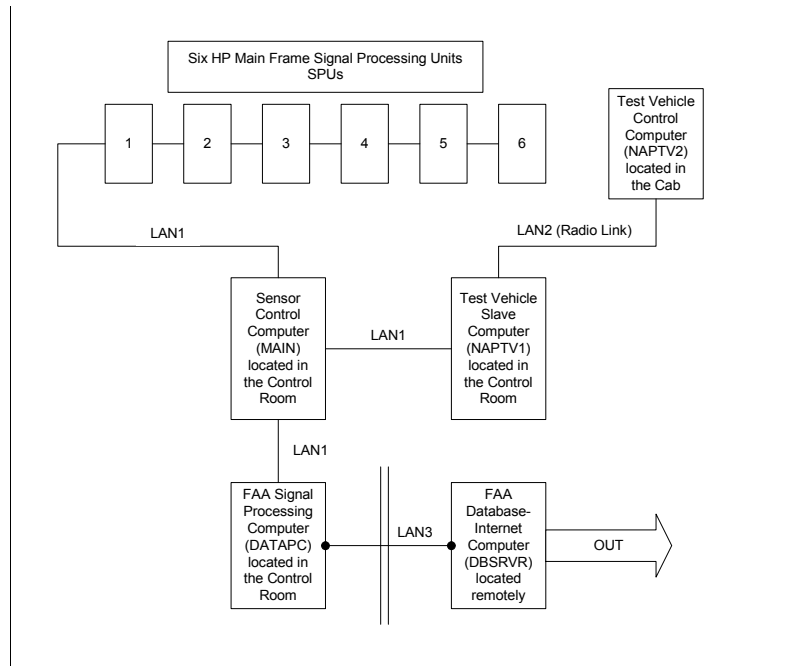 Six HP Main Frame Signal Processing Units
SPUs
1
2
3
4
5
6
Test Vehicle
Control
Computer
(NAPTV2)
located in
the Cab
LAN1
LAN2 (Radio Link)
Sensor
Control
Computer
(MAIN)
located in
the Control
Room
LAN1
Test Vehicle
Slave
Computer
(NAPTV1)
located in
the Control
Room
LAN1
FAA Signal
Processing
Computer
(DATAPC)
located in
the Control
Room
LAN3
FAA
Database-
Internet
Computer
(DBSRVR)
located
remotely
OUT